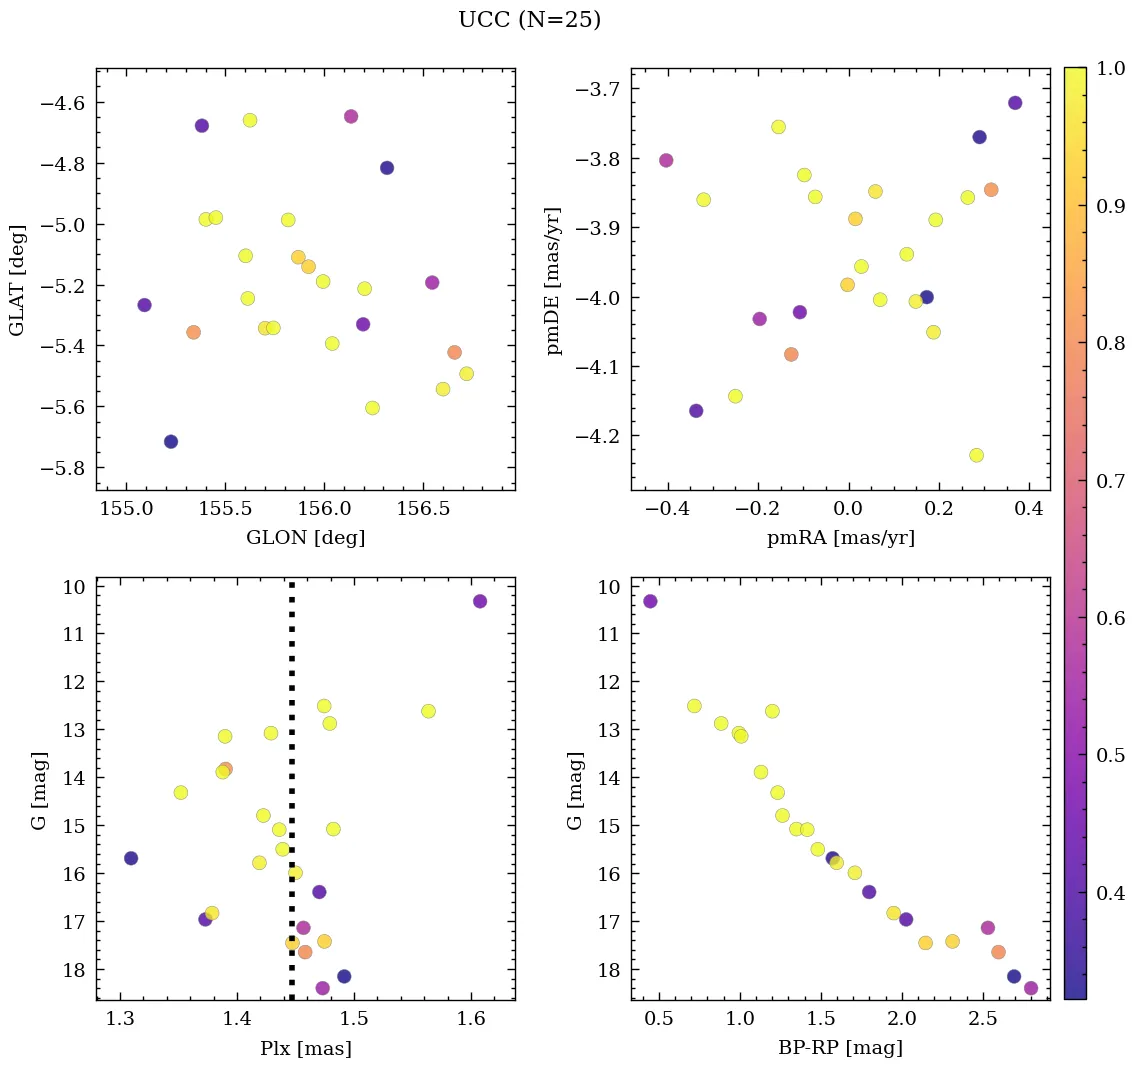 UCC (N=25)
−4.6
−4.8
−5.0
−5.2
−5.4
−5.6
−5.8
GLAT [deg]
155.0 155.5 156.0 156.5
GLON [deg]
−3.7
−3.8
−3.9
−4.0
−4.1
−4.2
pmDE [mas/yr]
−0.4 −0.2 0.0 0.2 0.4
pmRA [mas/yr]
1.0
0.9
0.8
0.7
0.6
0.5
0.4
10
11
12
13
14
15
16
17
18
G [mag]
1.3 1.4 1.5 1.6
Plx [mas]
10
11
12
13
14
15
16
17
18
G [mag]
0.5 1.0 1.5 2.0 2.5
BP-RP [mag]